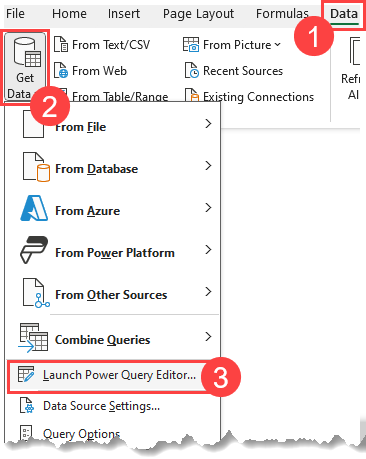 File Home Insert Page Layout Formulas Data
1
From Text/CSV From Picture
Get From Web Recent Sources Refre
Data From Table/Range Existing Connections Al
2
From File
From Database
From Azure
From Power Platform
From Other Sources
Combine Queries
Launch Power Query Editor... 3
Data Source Settings...
Query Options